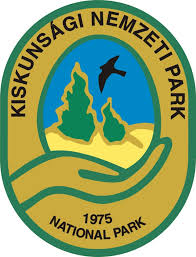 KISKUNSÁGI NEMZETI PARK
1975
NATIONAL PARK